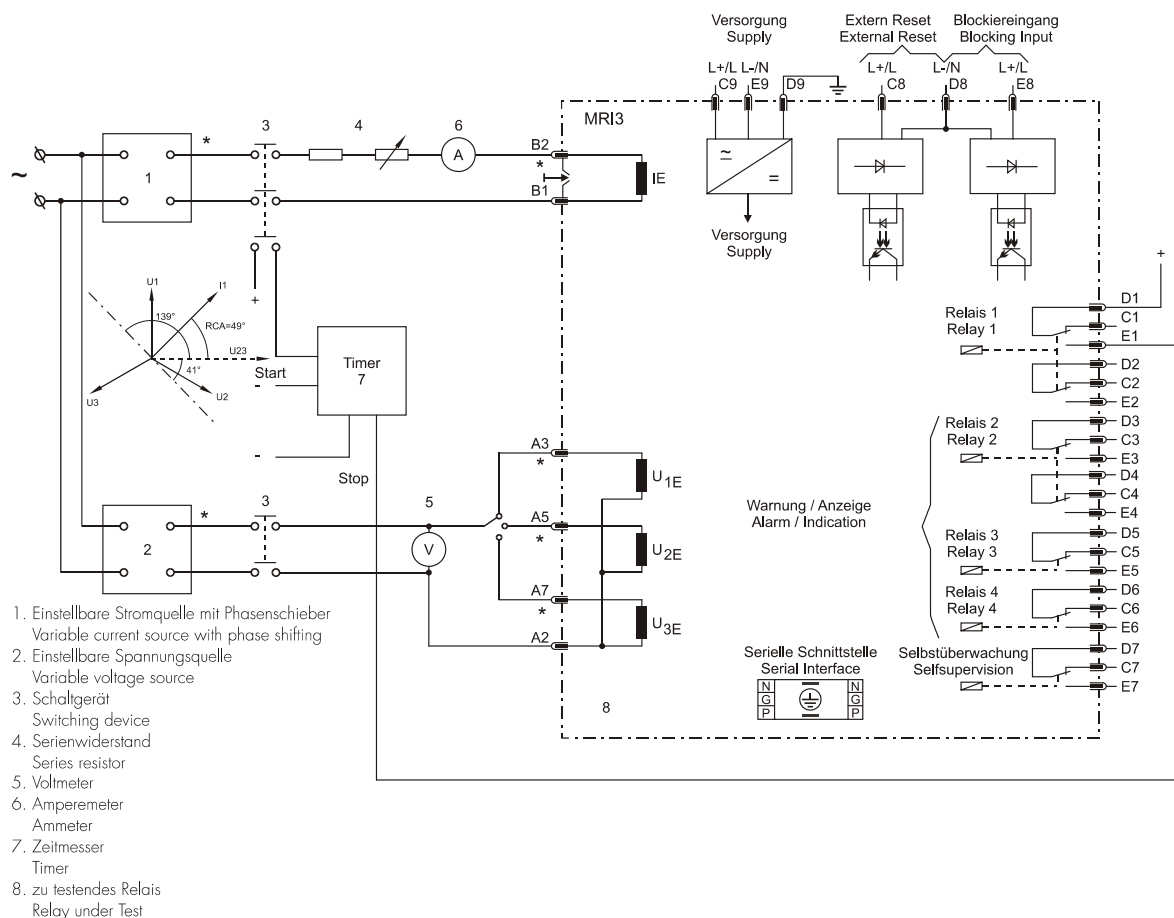 Versorgung
Supply
Extern Reset
External Reset
Blockiereingang
Blocking Input
L+/L L-/N
C9 E9 D9
L+/L L-/N L+/L
C8 D8 E8
MRI3
* 3 4 6
~
1
A
B2
*
B1
IE
≃
=
Versorgung
Supply
+
+
U1
I1
139°
RCA=49°
U23
41°
U2
U3
Start
-
-
Timer
7
Stop
Relais 1
Relay 1
D1
C1
E1
D2
C2
E2
Relais 2
Relay 2
D3
C3
E3
D4
C4
E4
Warnung / Anzeige
Alarm / Indication
Relais 3
Relay 3
D5
C5
E5
Relais 4
Relay 4
D6
C6
E6
Selbstüberwachung
Selfsupervision
D7
C7
E7
* 3 5
2
V
A3
*
A5
*
A7
*
A2
U1E
U2E
U3E
Serielle Schnittstelle
Serial Interface
N N
G G
P P
8
1. Einstellbare Stromquelle mit Phasenschieber
Variable current source with phase shifting
2. Einstellbare Spannungsquelle
Variable voltage source
3. Schaltgerät
Switching device
4. Serienwiderstand
Series resistor
5. Voltmeter
6. Amperemeter
Ammeter
7. Zeitmesser
Timer
8. zu testendes Relais
Relay under Test